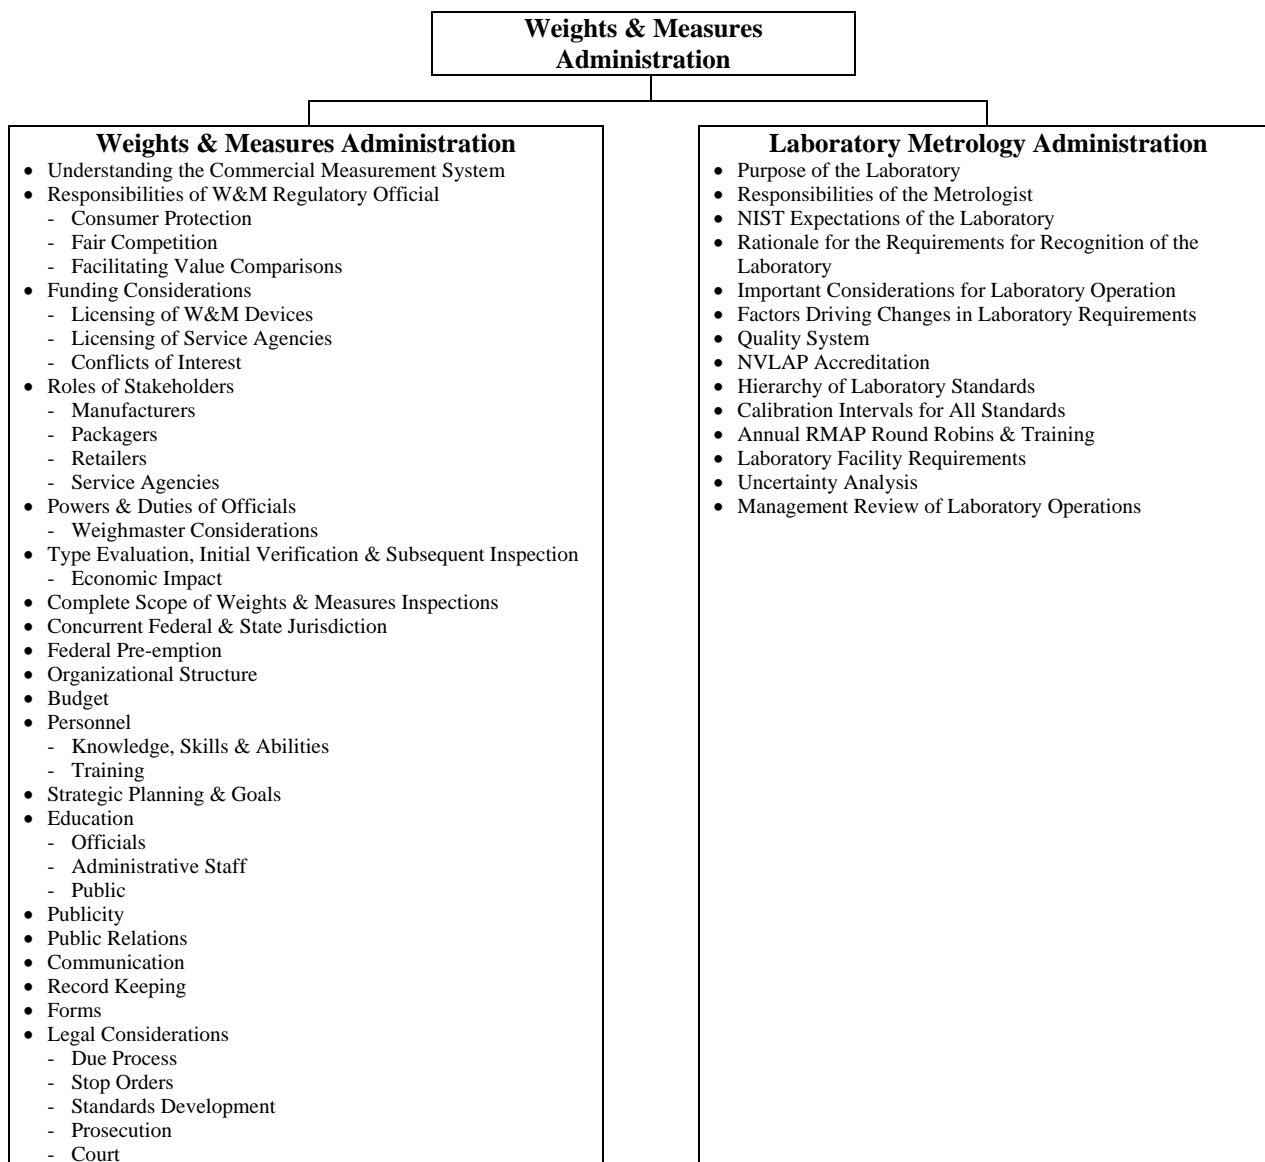 Weights & Measures
Administration
Weights & Measures Administration
• Understanding the Commercial Measurement System
• Responsibilities of W&M Regulatory Official
- Consumer Protection
- Fair Competition
- Facilitating Value Comparisons
• Funding Considerations
- Licensing of W&M Devices
- Licensing of Service Agencies
- Conflicts of Interest
• Roles of Stakeholders
- Manufacturers
- Packagers
- Retailers
- Service Agencies
• Powers & Duties of Officials
- Weighmaster Considerations
• Type Evaluation, Initial Verification & Subsequent Inspection
- Economic Impact
• Complete Scope of Weights & Measures Inspections
• Concurrent Federal & State Jurisdiction
• Federal Pre-emption
• Organizational Structure
• Budget
• Personnel
- Knowledge, Skills & Abilities
- Training
• Strategic Planning & Goals
• Education
- Officials
- Administrative Staff
- Public
• Publicity
• Public Relations
• Communication
• Record Keeping
• Forms
• Legal Considerations
- Due Process
- Stop Orders
- Standards Development
- Prosecution
- Court
Laboratory Metrology Administration
• Purpose of the Laboratory
• Responsibilities of the Metrologist
• NIST Expectations of the Laboratory
• Rationale for the Requirements for Recognition of the
Laboratory
• Important Considerations for Laboratory Operation
• Factors Driving Changes in Laboratory Requirements
• Quality System
• NVLAP Accreditation
• Hierarchy of Laboratory Standards
• Calibration Intervals for All Standards
• Annual RMAP Round Robins & Training
• Laboratory Facility Requirements
• Uncertainty Analysis
• Management Review of Laboratory Operations